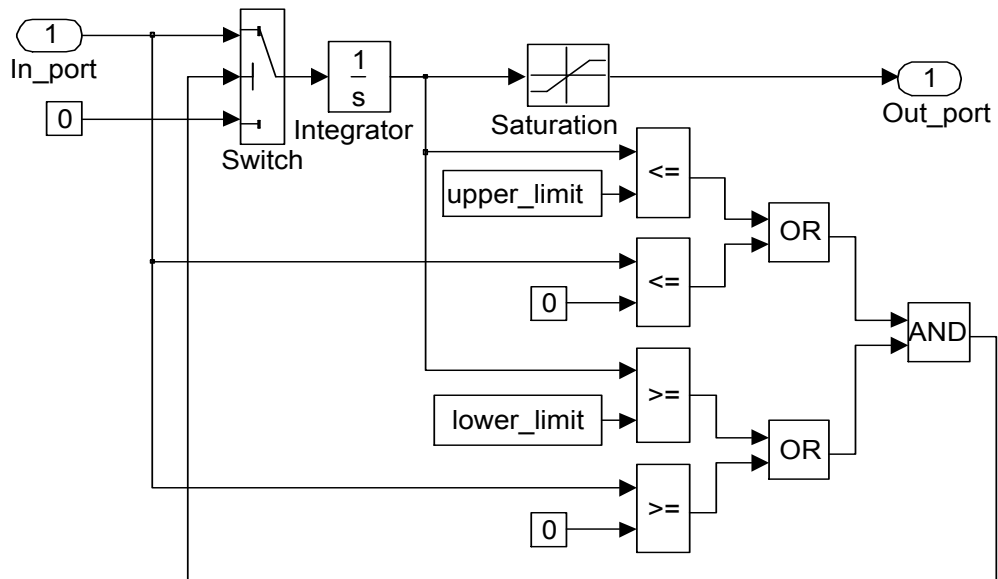 1
In_port
0
Switch
1
s
Integrator
Saturation
1
Out_port
<=
upper_limit
OR
<=
0
AND
>=
lower_limit
OR
>=
0